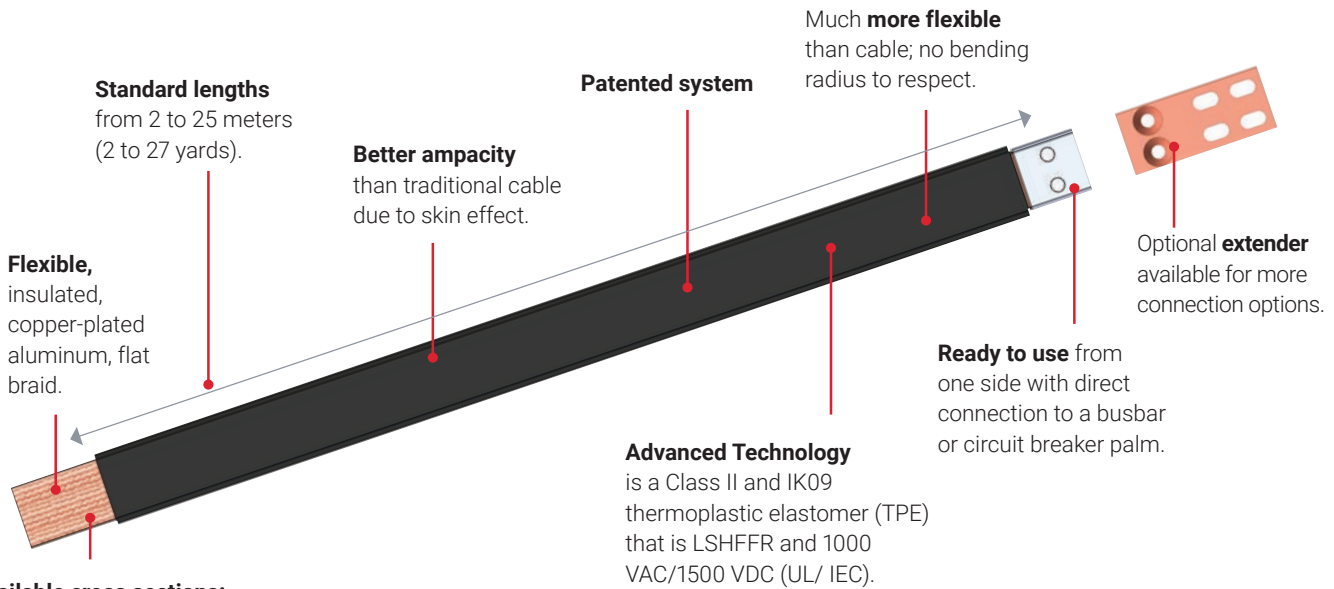 Much more flexible
than cable; no bending
radius to respect.
Standard lengths
from 2 to 25 meters
(2 to 27 yards).
Patented system
Better ampacity
than traditional cable
due to skin effect.
Flexible,
insulated,
copper-plated
aluminum, flat
braid.
Optional extender
available for more
connection options.
Ready to use from
one side with direct
connection to a busbar
or circuit breaker palm.
Advanced Technology
is a Class II and IK09
thermoplastic elastomer (TPE)
that is LSHFFR and 1000
VAC/1500 VDC (UL/ IEC).